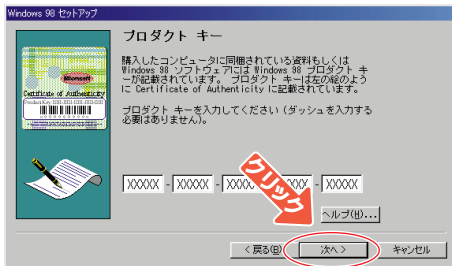 Windows 98 セットアップ
プロダクト キー
購入したコンピュータに同梱されている資料もしくは
Windows 98 ソフトウェアには Windows 98 プロダクト キ
ーが記載されています。 プロダクト キーは左の絵のよう
に Certificate of Authenticity に記載されています。
プロダクト キーを入力してください (ダッシュを入力する
必要はありません)。
Microsoft
Certificate of Authenticity
XXXXX - XXXXX - XXXXX - XXXXX - XXXXX
クリック
ヘルプ(H)...
< 戻る(B)
次へ >
キャンセル